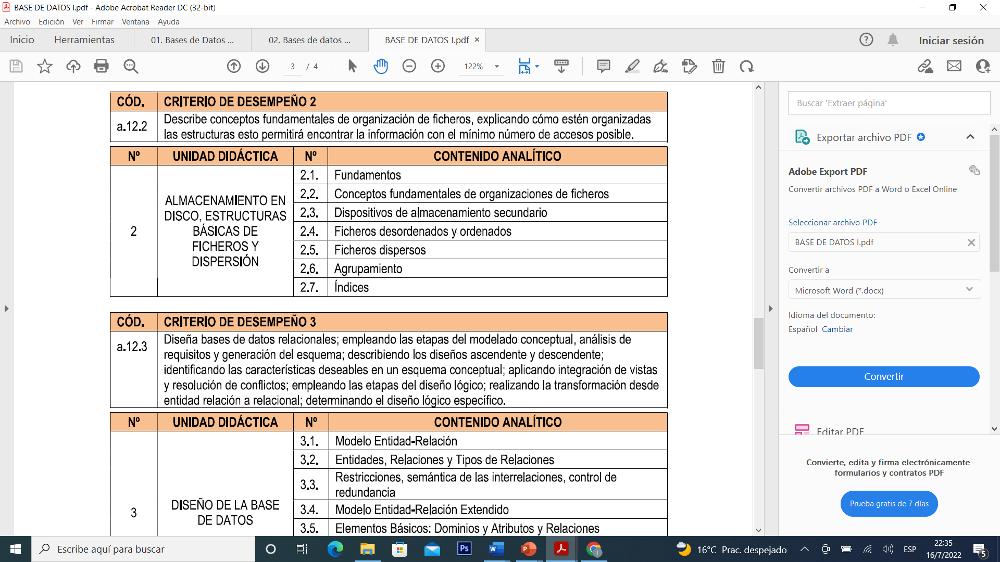 BASE DE DATOS I.pdf - Adobe Acrobat Reader DC (32-bit)
Archivo Edición Ver Firmar Ventana Ayuda
Inicio Herramientas 01. Bases de Datos ... 02. Bases de datos ... BASE DE DATOS I.pdf Iniciar sesión
3 / 4 122%
CÓD. CRITERIO DE DESEMPEÑO 2
a.12.2
Describe conceptos fundamentales de organización de ficheros, explicando cómo estén organizadas
las estructuras esto permitirá encontrar la información con el mínimo número de accesos posible.
Nº UNIDAD DIDÁCTICA Nº CONTENIDO ANALÍTICO
2
ALMACENAMIENTO EN
DISCO, ESTRUCTURAS
BÁSICAS DE
FICHEROS Y
DISPERSIÓN
2.1. Fundamentos
2.2. Conceptos fundamentales de organizaciones de ficheros
2.3. Dispositivos de almacenamiento secundario
2.4. Ficheros desordenados y ordenados
2.5. Ficheros dispersos
2.6. Agrupamiento
2.7. Índices
CÓD. CRITERIO DE DESEMPEÑO 3
a.12.3
Diseña bases de datos relacionales; empleando las etapas del modelado conceptual, análisis de
requisitos y generación del esquema; describiendo los diseños ascendente y descendente;
identificando las características deseables en un esquema conceptual; aplicando integración de vistas
y resolución de conflictos; empleando las etapas del diseño lógico; realizando la transformación desde
entidad relación a relacional; determinando el diseño lógico específico.
Nº UNIDAD DIDÁCTICA Nº CONTENIDO ANALÍTICO
3
DISEÑO DE LA BASE
DE DATOS
3.1. Modelo Entidad-Relación
3.2. Entidades, Relaciones y Tipos de Relaciones
3.3. Restricciones, semántica de las interrelaciones, control de
redundancia
3.4. Modelo Entidad-Relación Extendido
3.5. Elementos Básicos: Dominios y Atributos y Relaciones
Buscar 'Extraer página'
Exportar archivo PDF
Adobe Export PDF
Convertir archivos PDF a Word o Excel Online
Seleccionar archivo PDF
BASE DE DATOS I.pdf
Convertir a
Microsoft Word (*.docx)
Idioma del documento:
Español Cambiar
Convertir
Editar PDF
Convierte, edita y firma electrónicamente
formularios y contratos PDF
Prueba gratis de 7 días
Escribe aquí para buscar
Ps
16°C Prac. despejado
ESP
22:35
16/7/2022
5